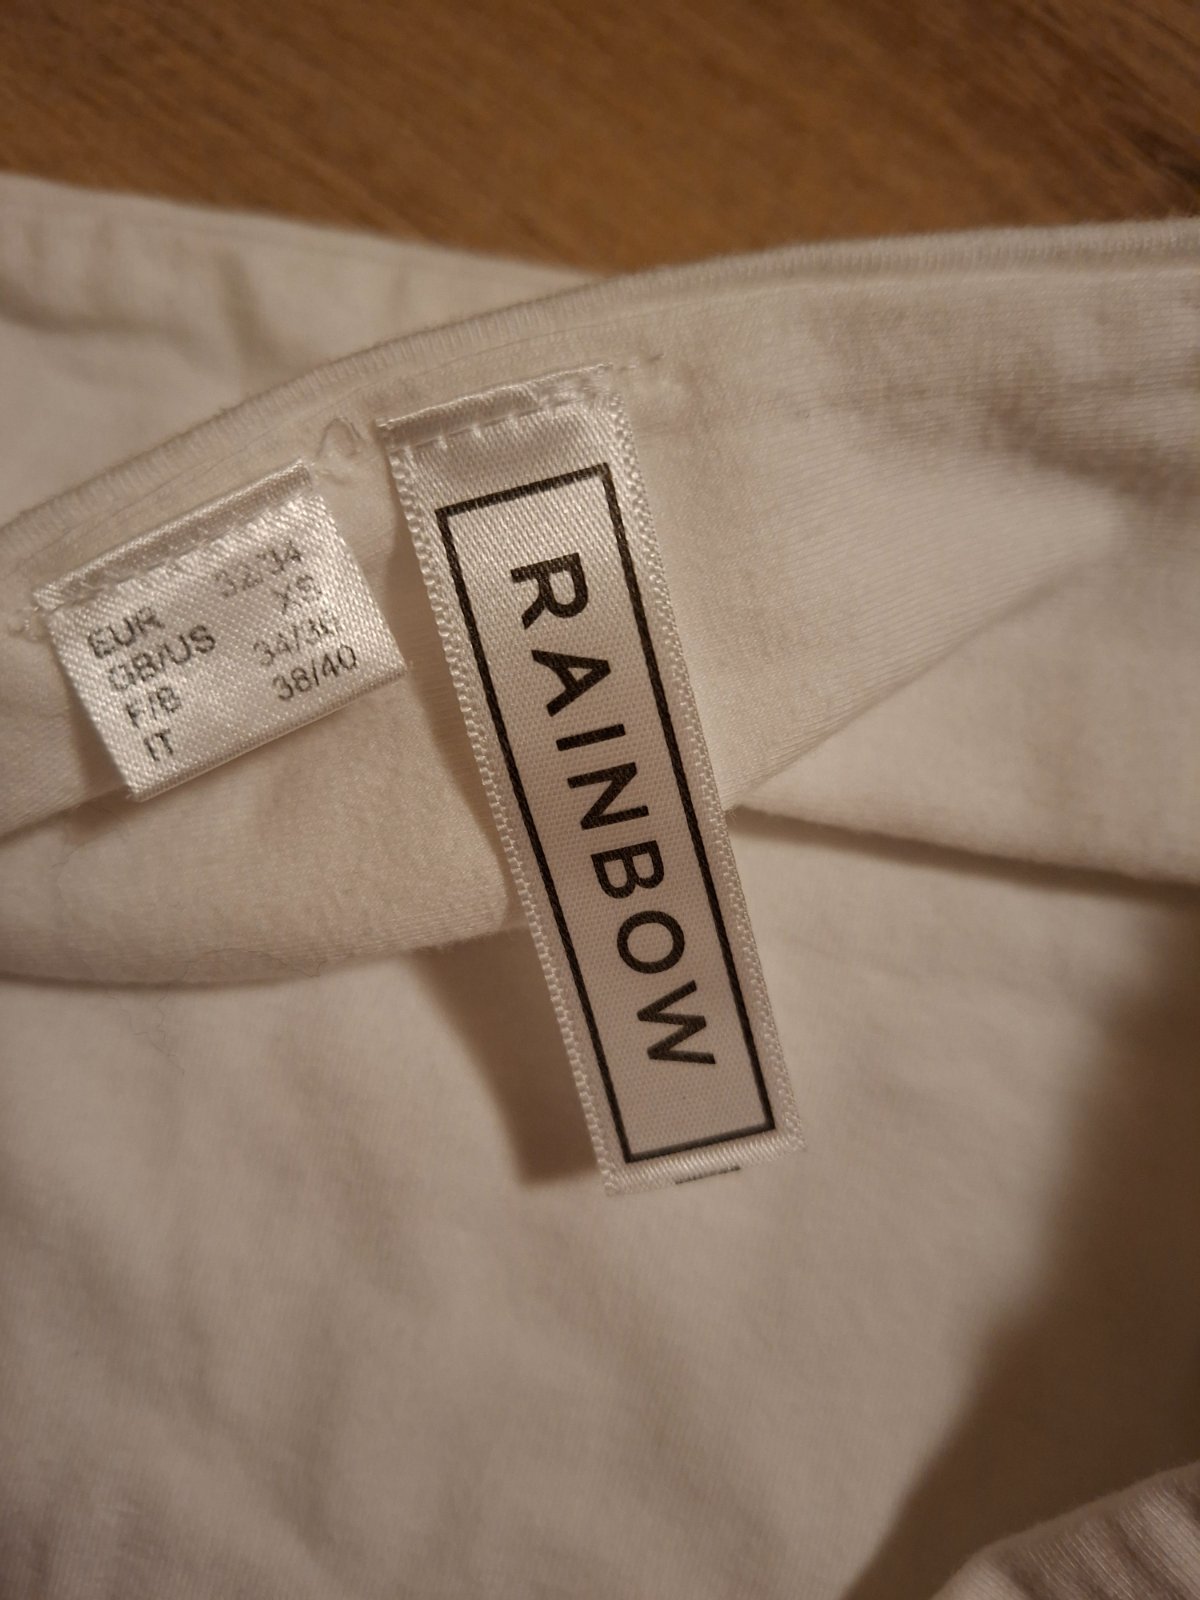 EUR 32/34
GB/US XS
F/B 34/36
IT 38/40
RAINBOW